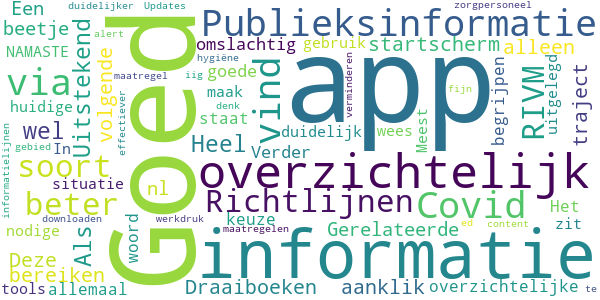 Een
duidelijker
Updates
zorgpersoneel
beetje
Uitstekend
Goed
Publieksinformatie
NAMASTE
alert
volgende
omslachtig
gebruik
startscherm
alleen
via
maatregel
hygiëne
iig
goede
vind
app
verminderen
begrijpen
RIVM
uitgelegd
traject
huidige
effectiever
maak
denk
staat
duidelijk
wees
Meest
fijn
informatielijnen
wel
In
Heel
Verder
gebied
soort
situatie
nl
overzichtelijk
beter
Als
woord
Richtlijnen
Covid
Het
nodige
downloaden
werkdruk
keuze
maatregelen
Gerelateerde
ed
content
zit
Deze
bereiken
informatie
tools
allemaal
Draaiboeken
aanklik
overzichtelijke
te